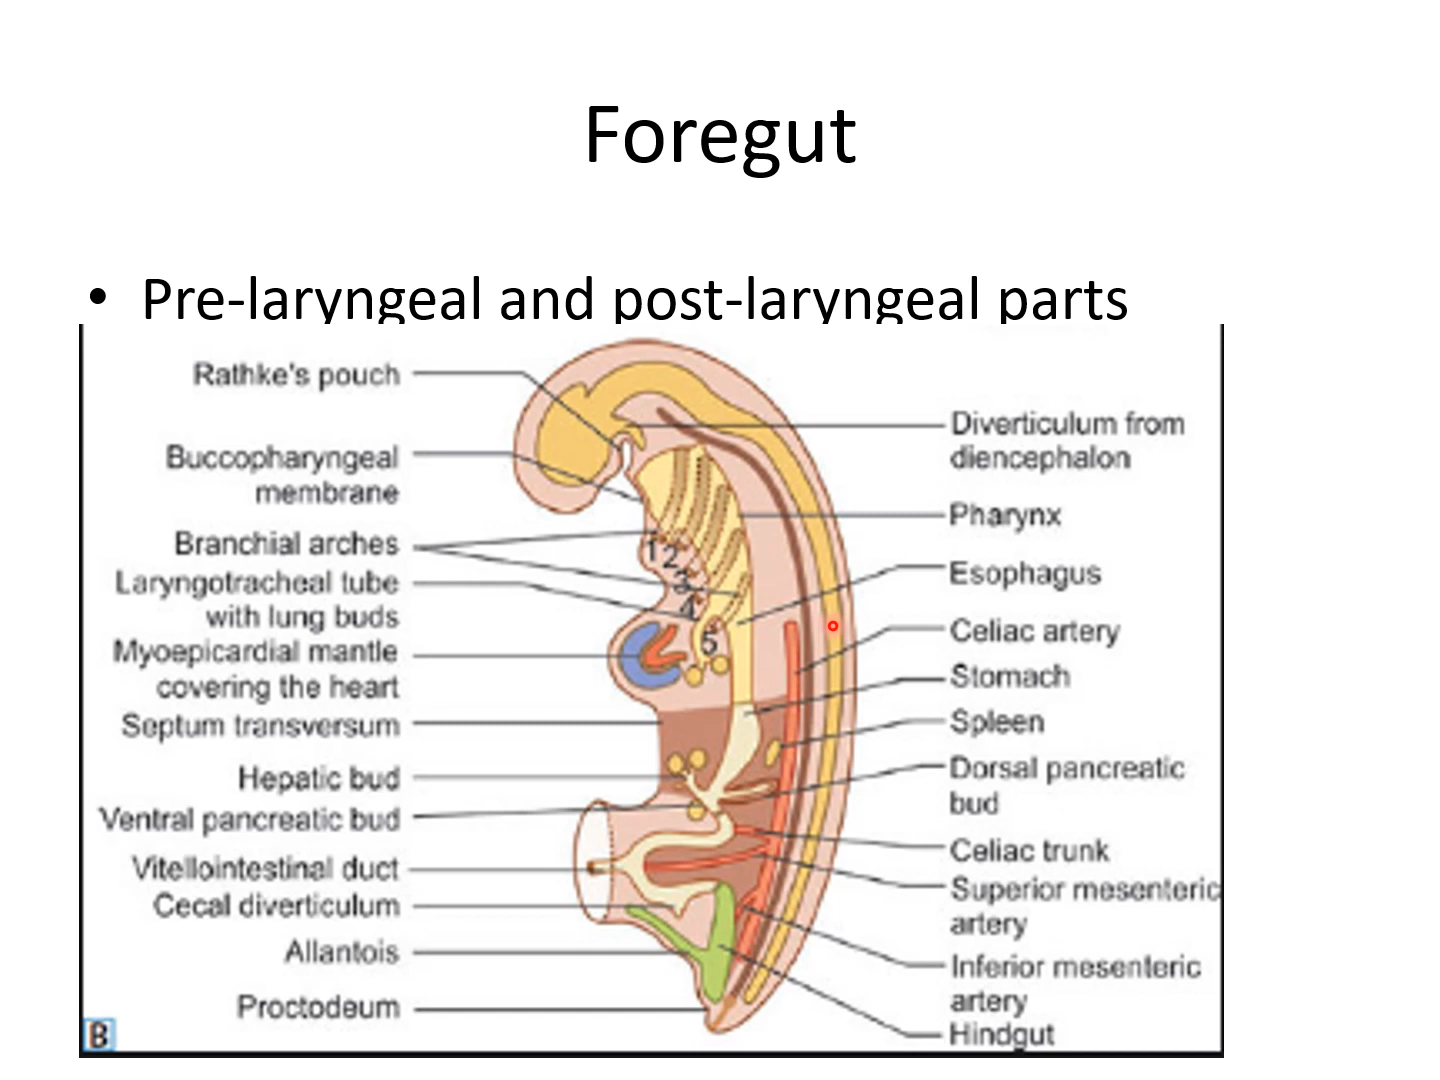 Foregut
• Pre-laryngeal and post-laryngeal parts
Rathke's pouch
Buccopharyngeal
membrane
Branchial arches
Laryngotracheal tube
with lung buds
Myoepicardial mantle
covering the heart
Septum transversum
Hepatic bud
Ventral pancreatic bud
Vitellointestinal duct
Cecal diverticulum
Allantois
Proctodeum
1
2
3
4
5
Diverticulum from
diencephalon
Pharynx
Esophagus
Celiac artery
Stomach
Spleen
Dorsal pancreatic
bud
Celiac trunk
Superior mesenteric
artery
Inferior mesenteric
artery
Hindgut
B